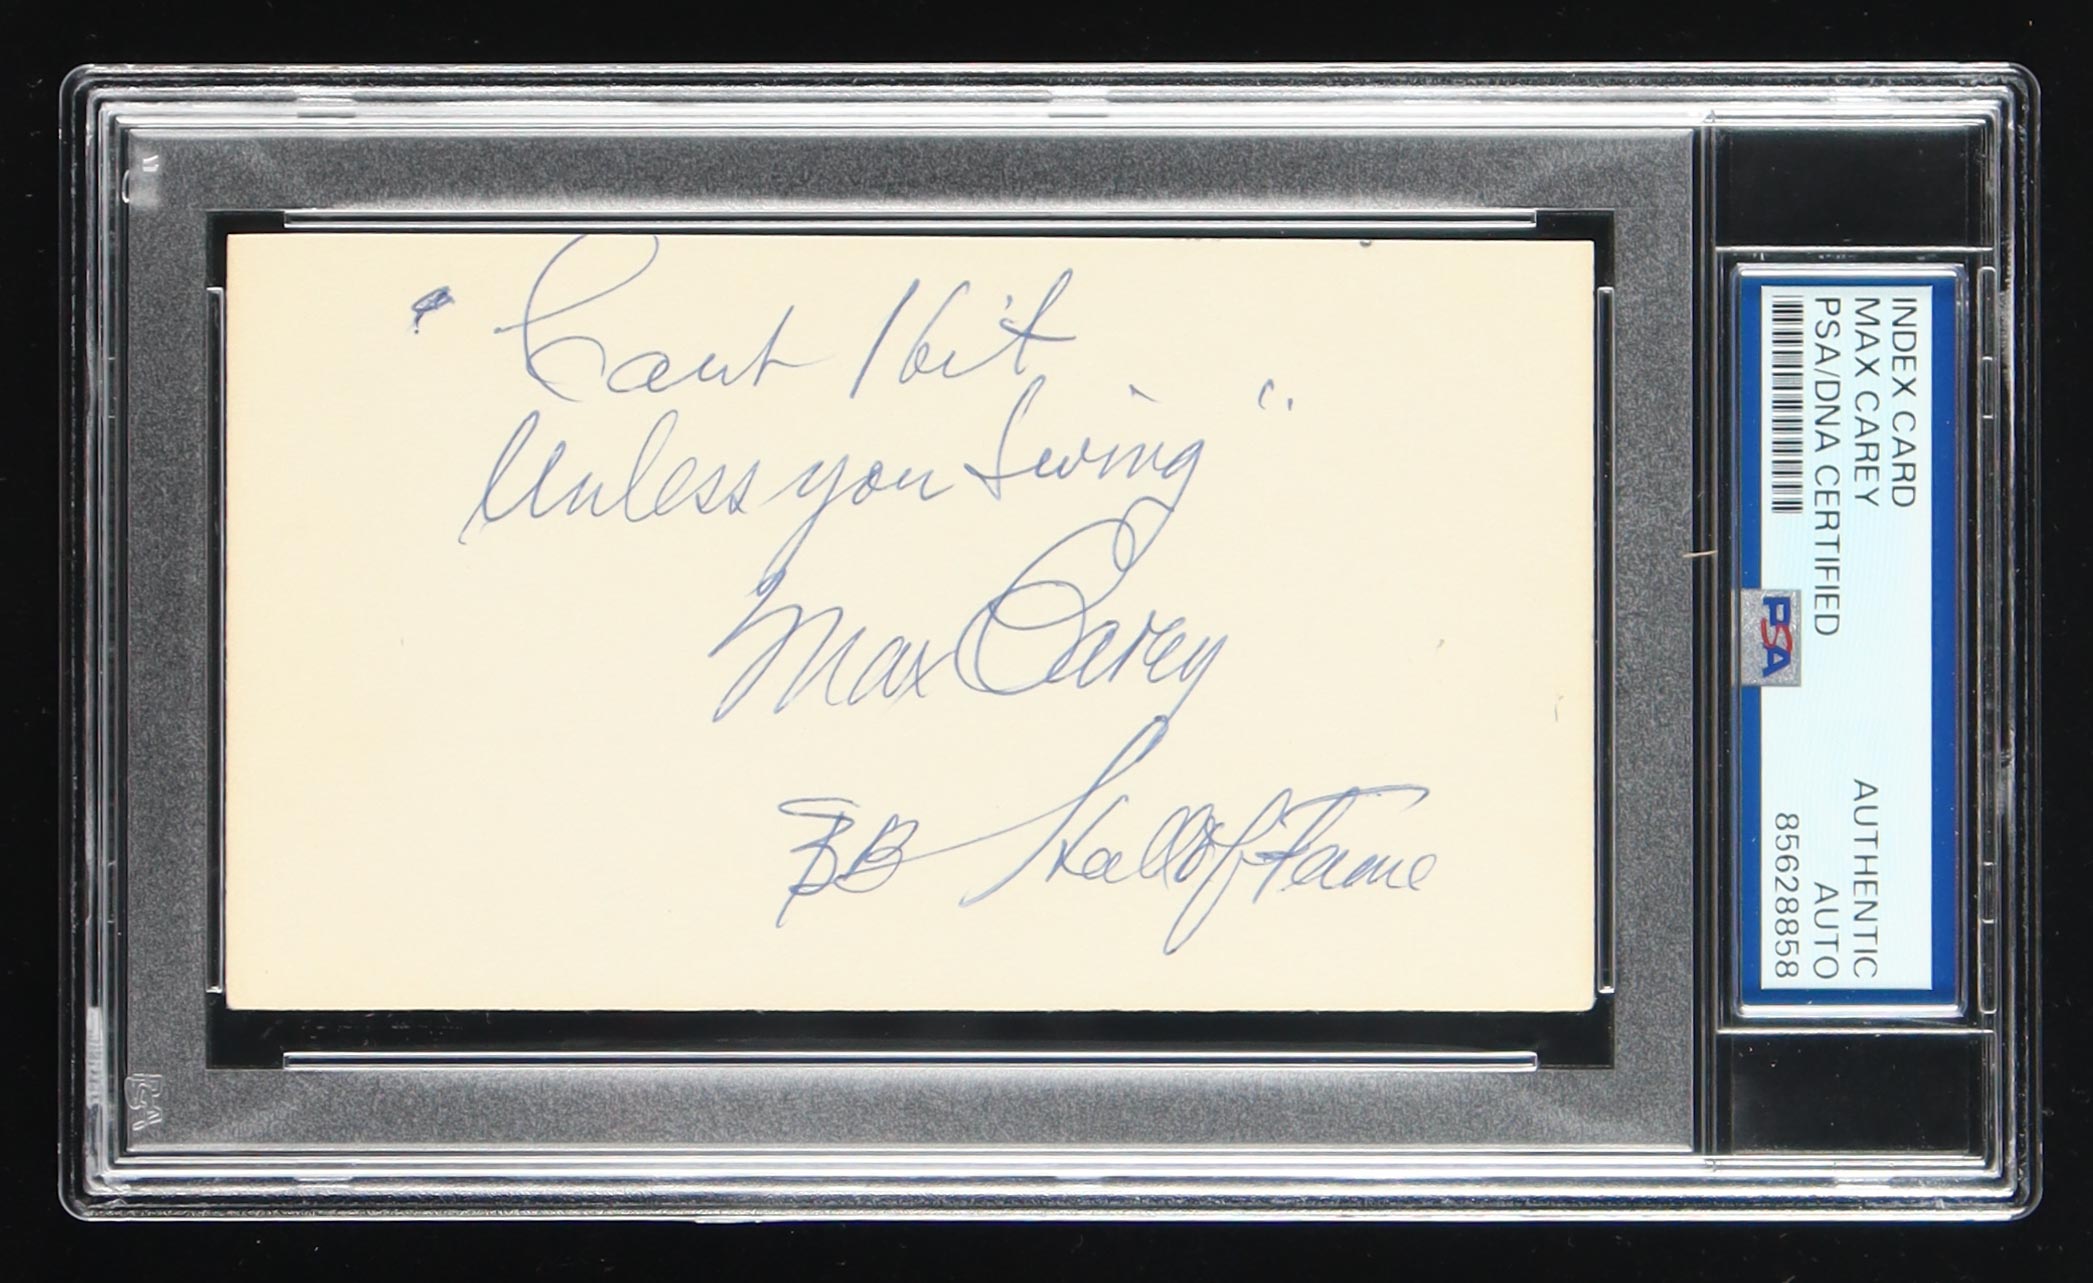 "Cant hit
Unless you Swing"
Max Carey
BB Hall of Fame
INDEX CARD
MAX CAREY
PSA/DNA CERTIFIED
AUTHENTIC
AUTO
85628858
PSA
PSA